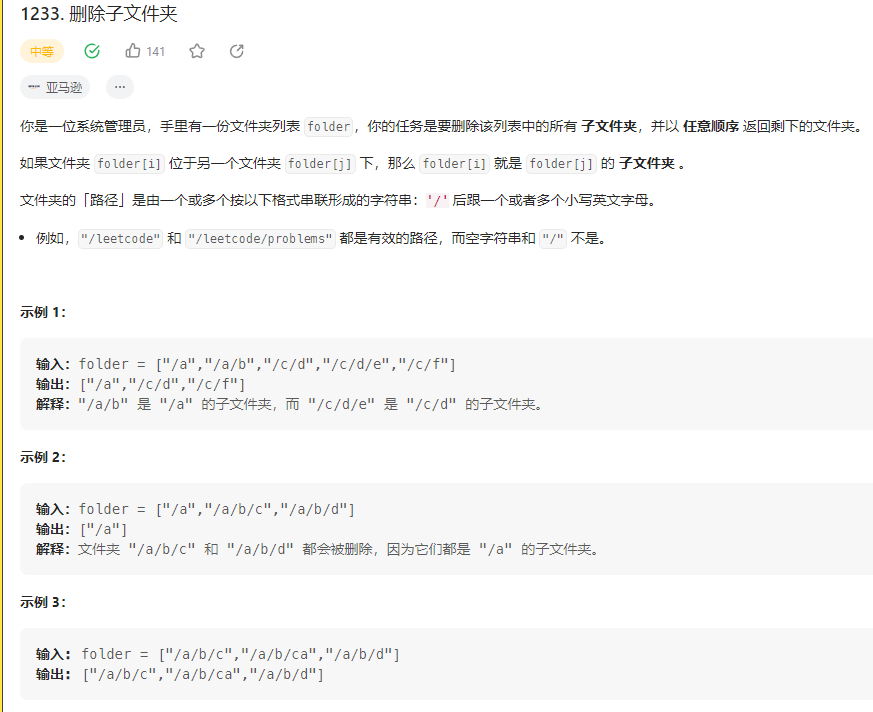 1233. 删除子文件夹
中等 141
亚马逊 ...
你是一位系统管理员，手里有一份文件夹列表 folder，你的任务是要删除该列表中的所有 子文件夹，并以 任意顺序 返回剩下的文件夹。
如果文件夹 folder[i] 位于另一个文件夹 folder[j] 下，那么 folder[i] 就是 folder[j] 的 子文件夹 。
文件夹的「路径」是由一个或多个按以下格式串联形成的字符串：'/' 后跟一个或者多个小写英文字母。
• 例如，"/leetcode" 和 "/leetcode/problems" 都是有效的路径，而空字符串和 "/" 不是。
示例 1：
输入：folder = ["/a","/a/b","/c/d","/c/d/e","/c/f"]
输出：["/a","/c/d","/c/f"]
解释："/a/b" 是 "/a" 的子文件夹，而 "/c/d/e" 是 "/c/d" 的子文件夹。
示例 2：
输入：folder = ["/a","/a/b/c","/a/b/d"]
输出：["/a"]
解释：文件夹 "/a/b/c" 和 "/a/b/d" 都会被删除，因为它们都是 "/a" 的子文件夹。
示例 3：
输入: folder = ["/a/b/c","/a/b/ca","/a/b/d"]
输出: ["/a/b/c","/a/b/ca","/a/b/d"]